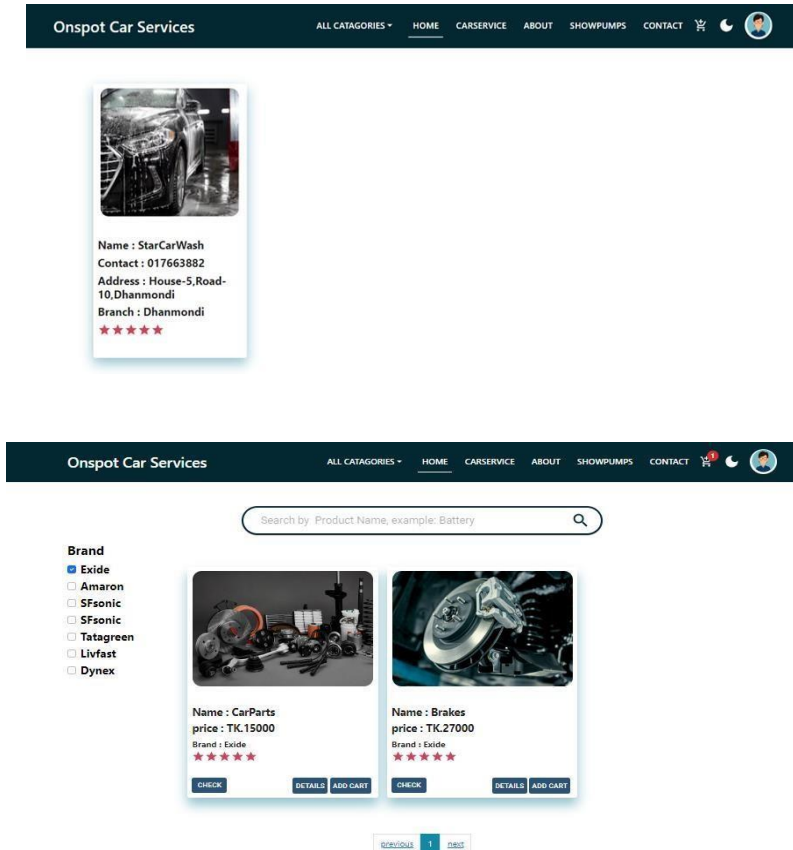 Onspot Car Services
ALL CATAGORIES HOME CARSERVICE ABOUT SHOWPUMPS CONTACT
Name : StarCarWash
Contact : 017663882
Address : House-5,Road-
10,Dhanmondi
Branch : Dhanmondi
Onspot Car Services
ALL CATAGORIES HOME CARSERVICE ABOUT SHOWPUMPS CONTACT 1
Search by Product Name, example: Battery
Brand
Exide
Amaron
SFsonic
SFsonic
Tatagreen
Livfast
Dynex
Name : CarParts
price : TK.15000
Brand : Exide
CHECK DETAILS ADD CART
Name : Brakes
price : TK.27000
Brand : Exide
CHECK DETAILS ADD CART
previous 1 next